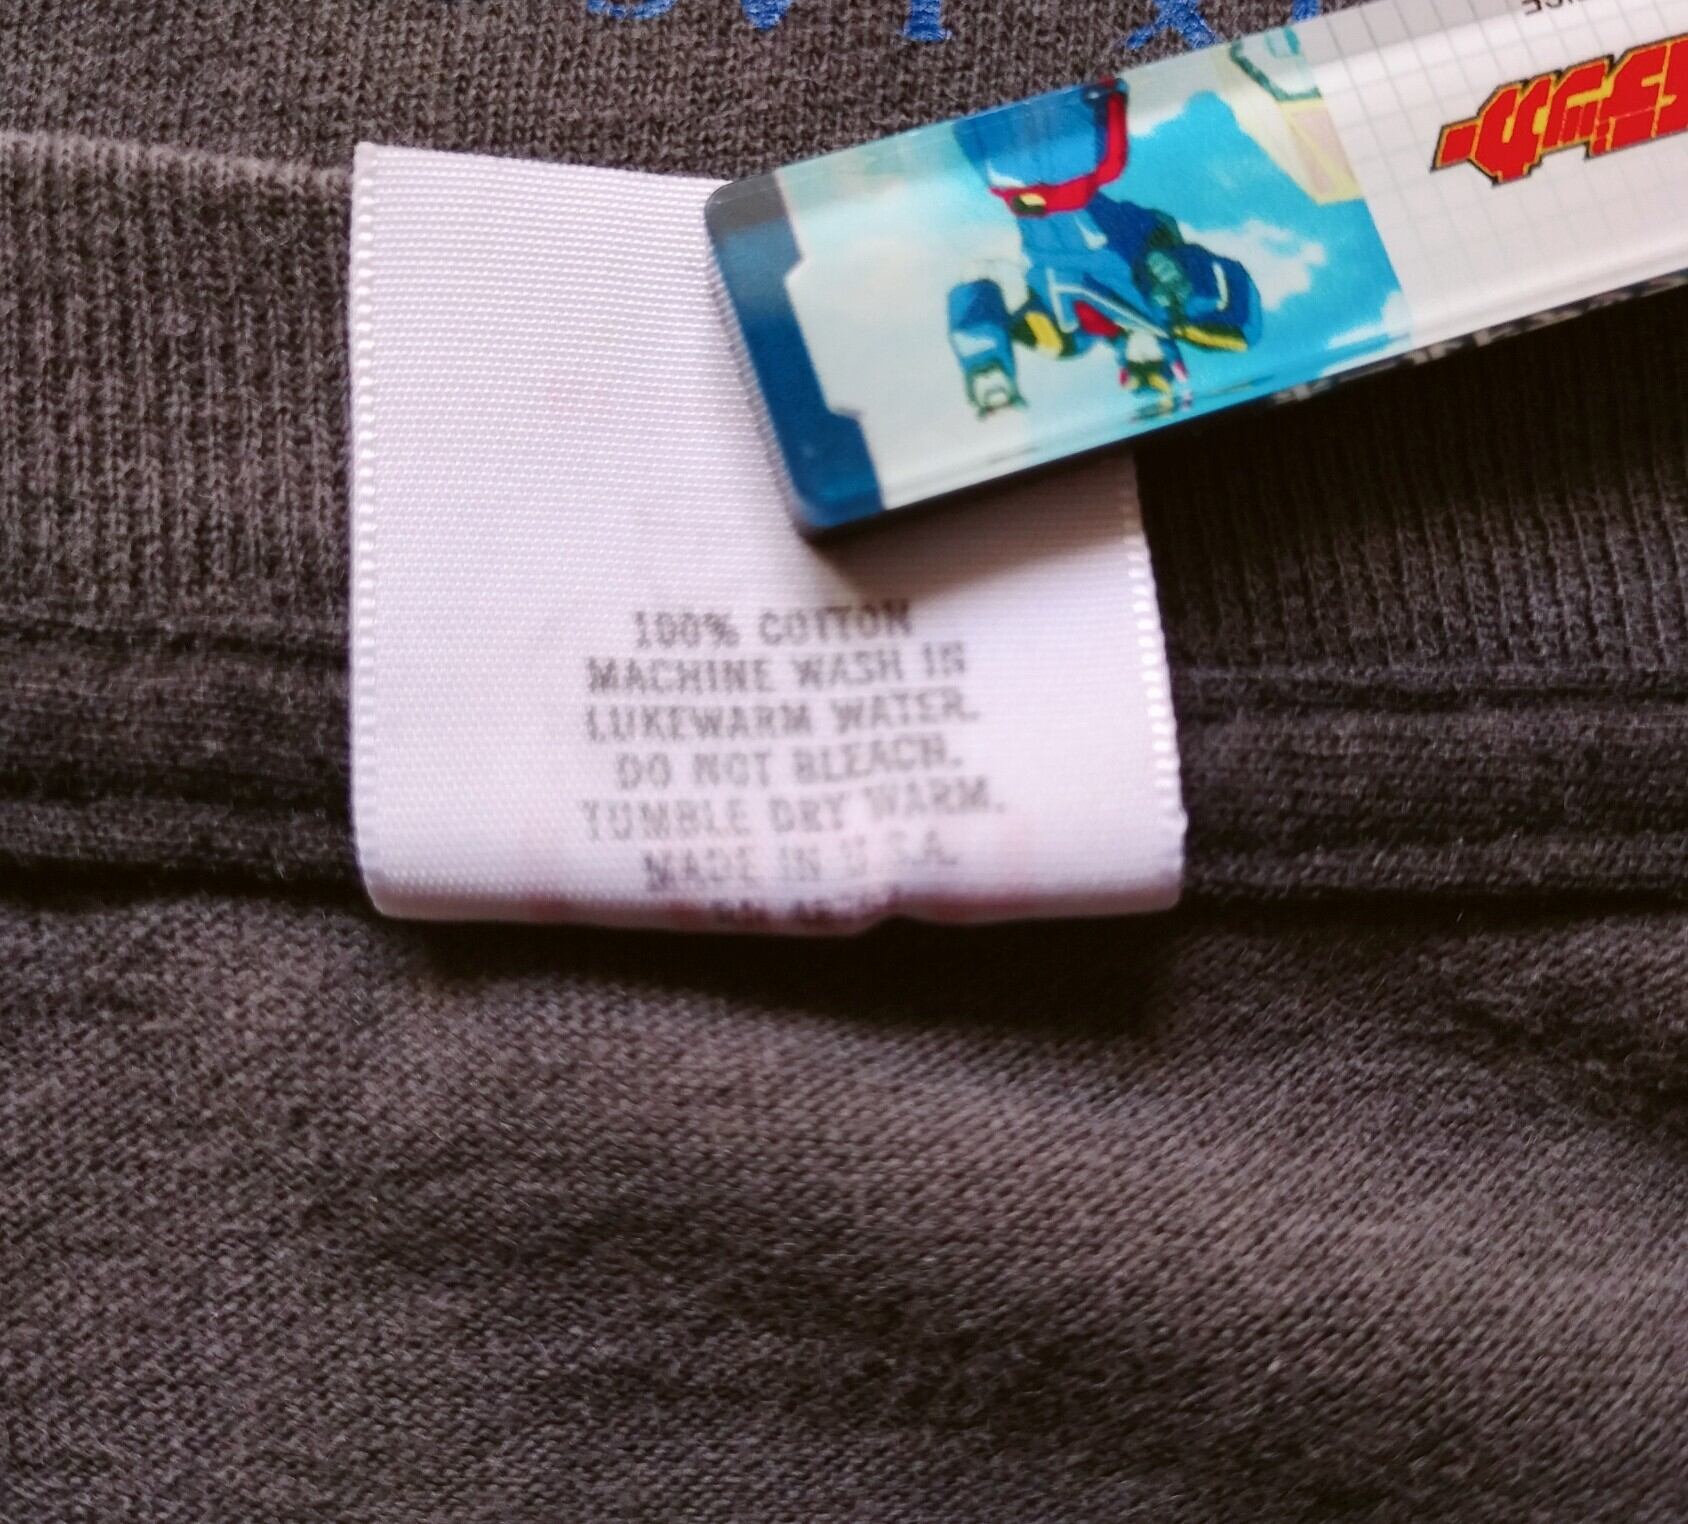 100% COTTON
MACHINE WASH IN
LUKEWARM WATER.
DO NOT BLEACH.
TUMBLE DRY WARM.
MADE IN U.S.A.